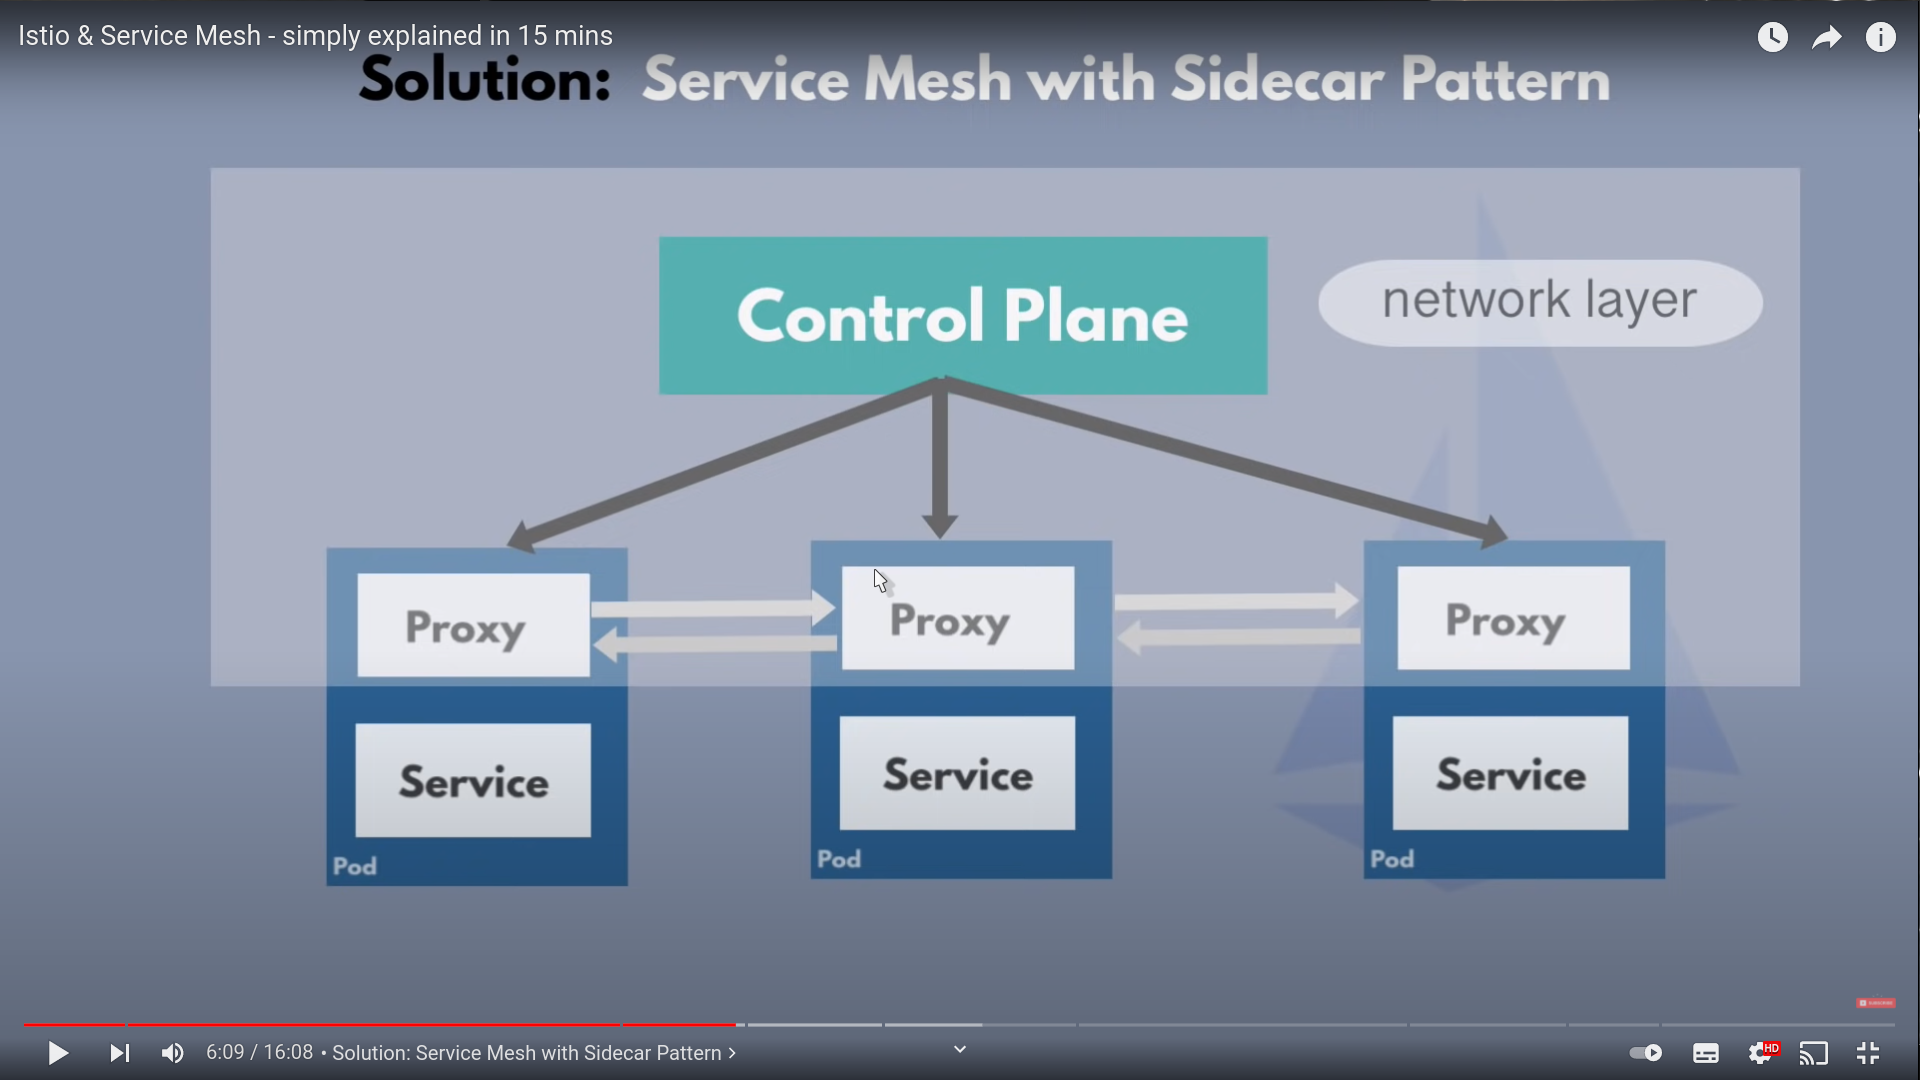 Istio & Service Mesh - simply explained in 15 mins
Solution: Service Mesh with Sidecar Pattern
Control Plane
network layer
Proxy
Proxy
Proxy
Service
Service
Service
Pod
Pod
Pod
SUBSCRIBE
6:09 / 16:08 • Solution: Service Mesh with Sidecar Pattern
HD